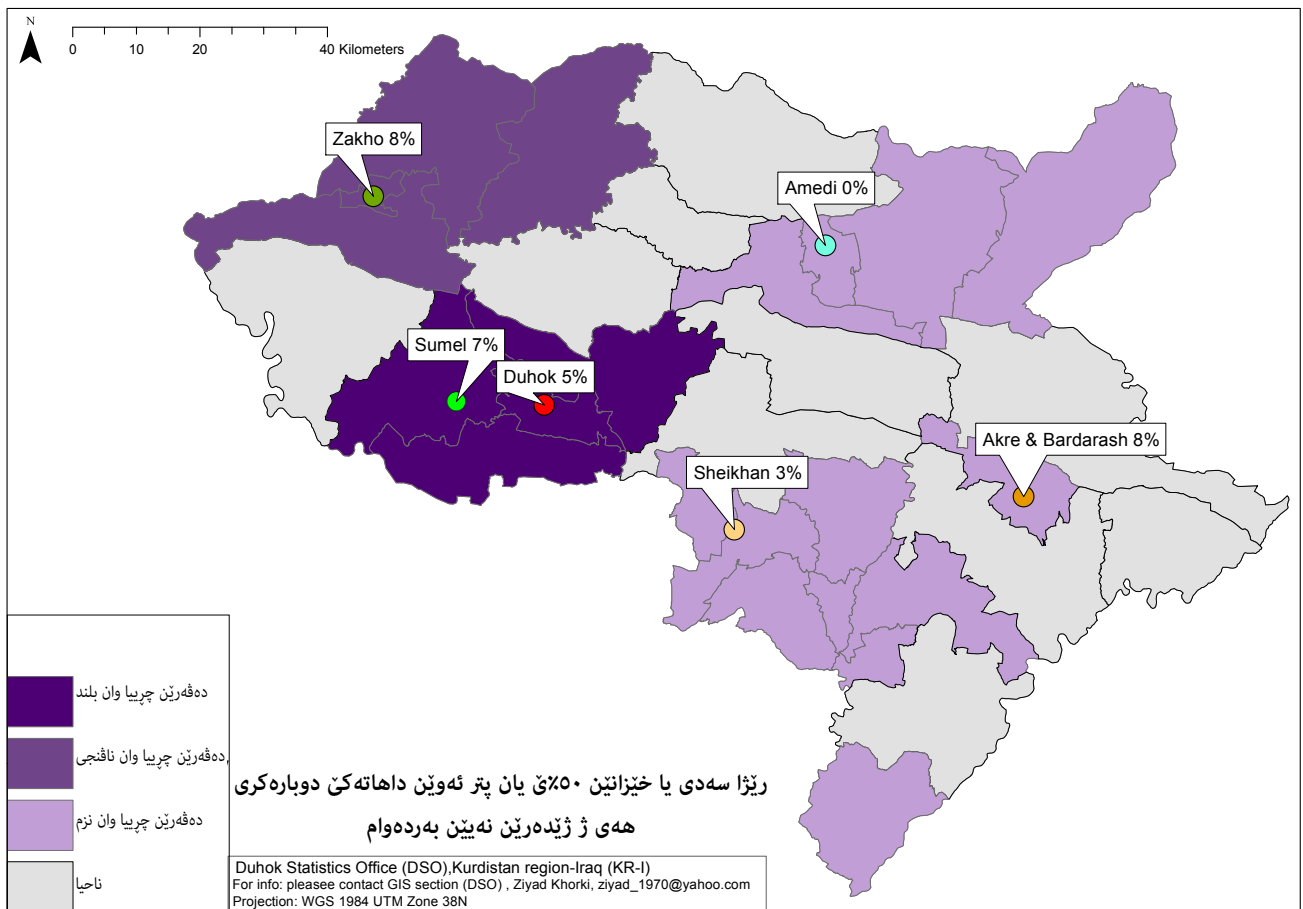 N
0 10 20 40 Kilometers
Zakho 8%
Amedi 0%
Sumel 7%
Duhok 5%
Akre & Bardarash 8%
Sheikhan 3%
دەڤەرێن چڕییا وان بلند
دەڤەرێن چڕییا وان ناڤنجی,
دەڤەرێن چڕییا وان نزم
ناحیا
رێژا سەدی یا خێزانێن ٥٠٪ێ یان پتر ئەوێن داهاتەکێ دوبارەکری
هەی ژ ژێدەرێن نەیێن بەردەوام
Duhok Statistics Office (DSO),Kurdistan region-Iraq (KR-I)
For info: pleasee contact GIS section (DSO) , Ziyad Khorki, ziyad_1970@yahoo.com
Projection: WGS 1984 UTM Zone 38N